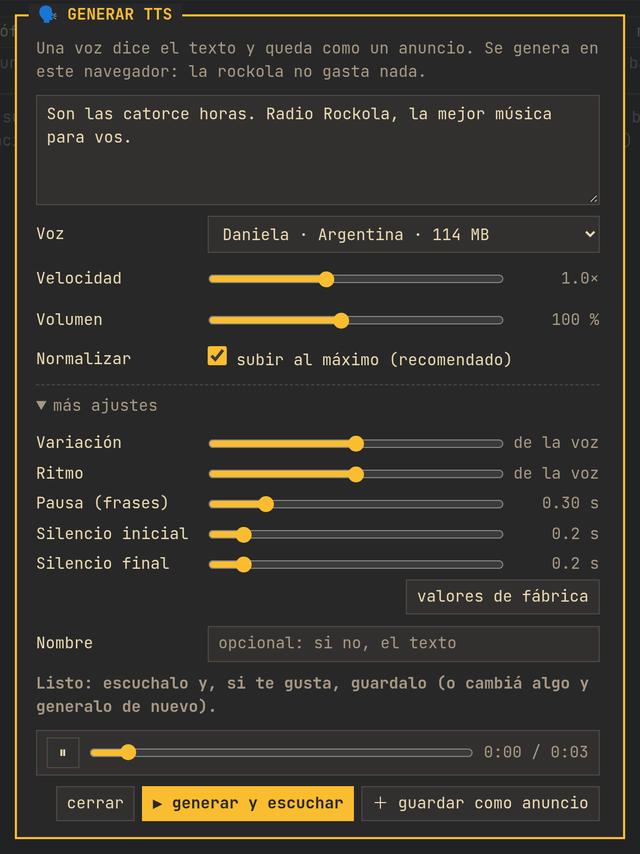 GENERAR TTS
Una voz dice el texto y queda como un anuncio. Se genera en
este navegador: la rockola no gasta nada.
Son las catorce horas. Radio Rockola, la mejor música
para vos.
Voz
Daniela · Argentina · 114 MB
Velocidad
1.0×
Volumen
100 %
Normalizar
subir al máximo (recomendado)
▼ más ajustes
Variación
de la voz
Ritmo
de la voz
Pausa (frases)
0.30 s
Silencio inicial
0.2 s
Silencio final
0.2 s
valores de fábrica
Nombre
opcional: si no, el texto
Listo: escuchalo y, si te gusta, guardalo (o cambiá algo y
generalo de nuevo).
0:00 / 0:03
cerrar
▶ generar y escuchar
+ guardar como anuncio